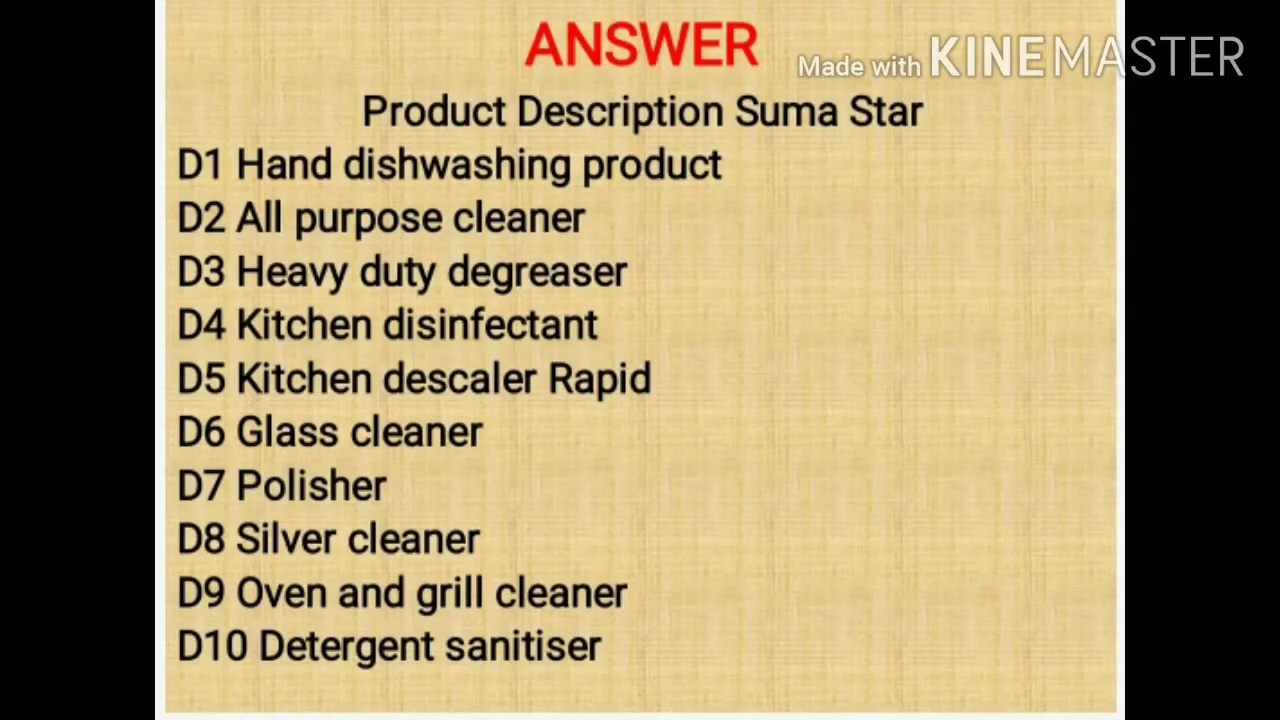 ANSWER
Made with KINEMASTER
Product Description Suma Star
D1 Hand dishwashing product
D2 All purpose cleaner
D3 Heavy duty degreaser
D4 Kitchen disinfectant
D5 Kitchen descaler Rapid
D6 Glass cleaner
D7 Polisher
D8 Silver cleaner
D9 Oven and grill cleaner
D10 Detergent sanitiser